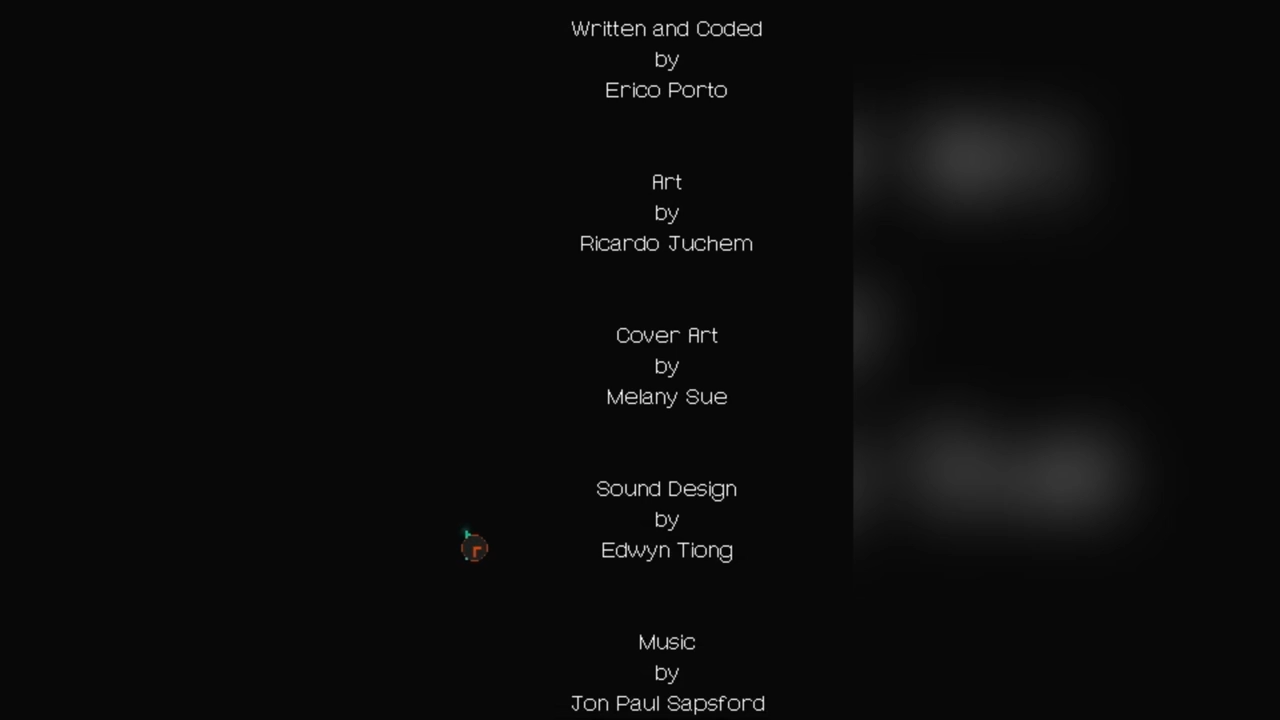 Written and Coded
by
Erico Porto
Art
by
Ricardo Juchem
Cover Art
by
Melany Sue
Sound Design
by
Edwyn Tiong
Music
by
Jon Paul Sapsford